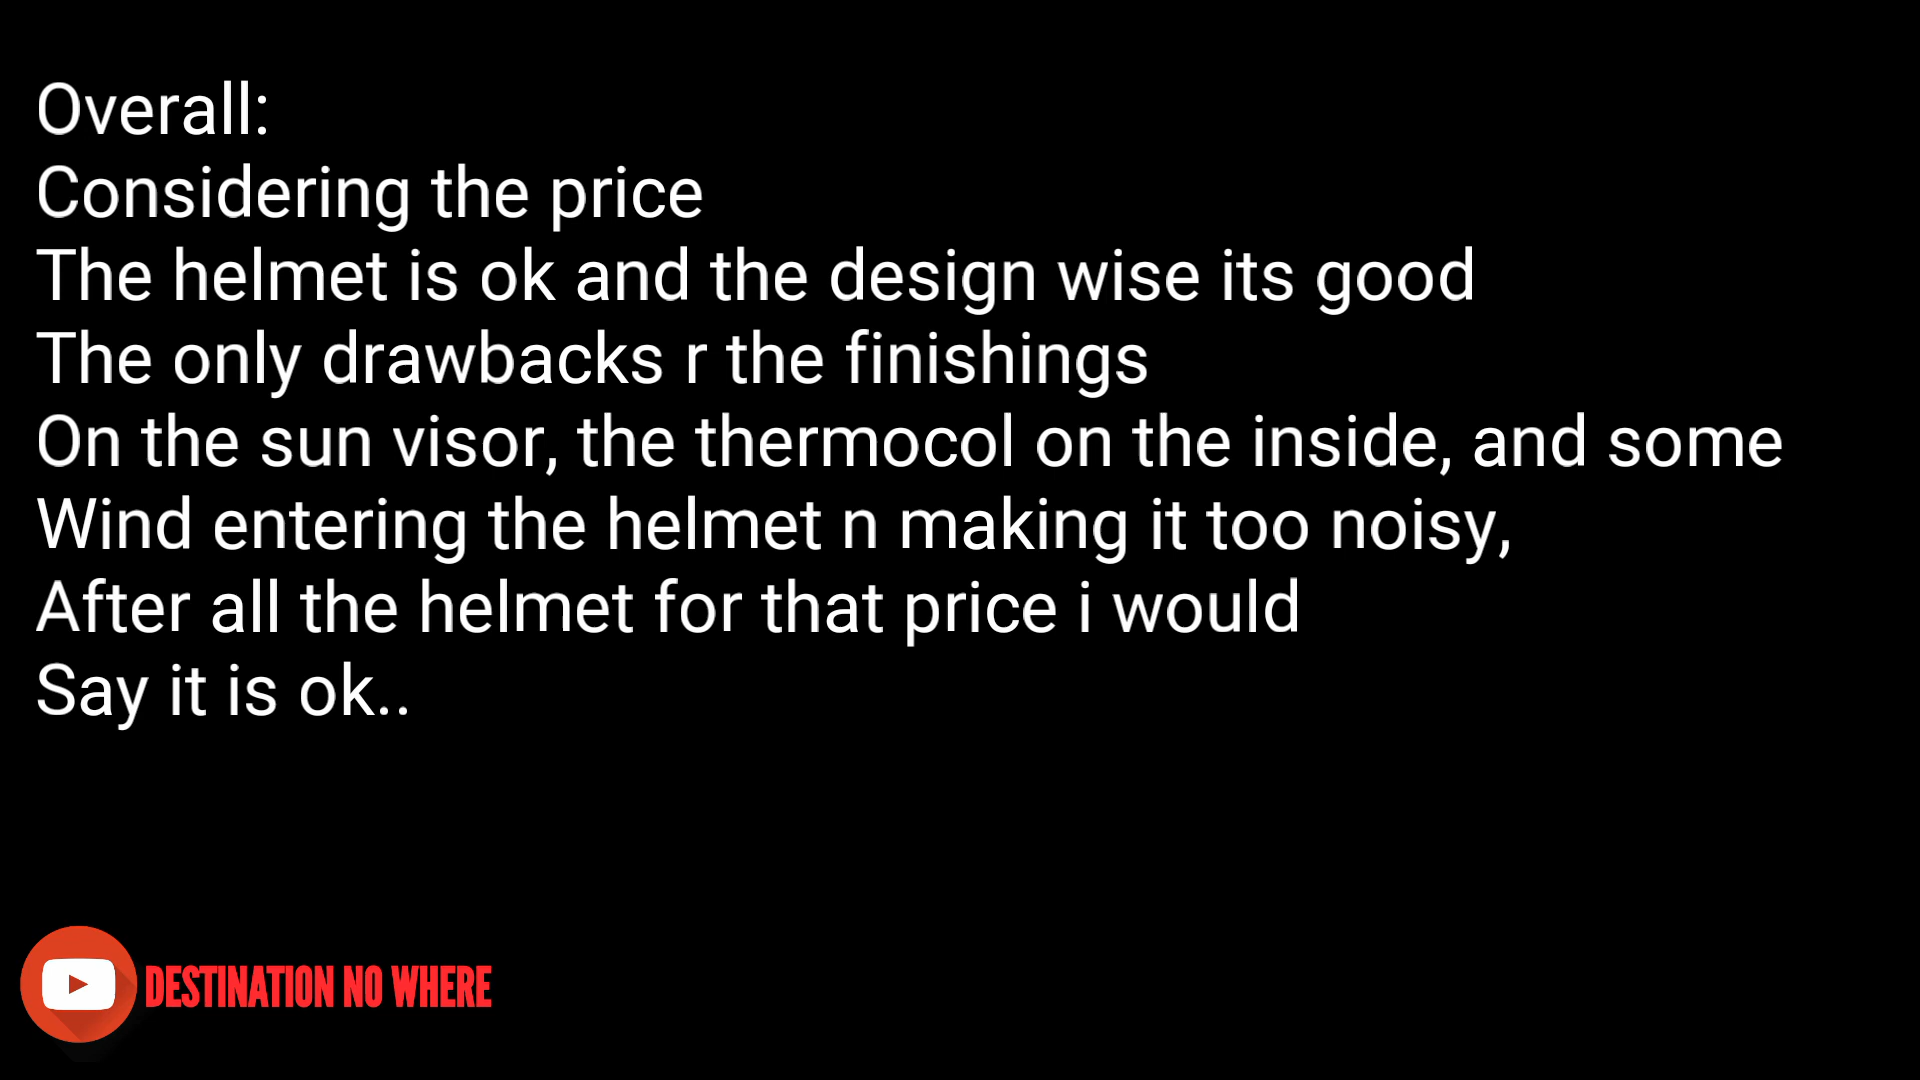 Overall:
Considering the price
The helmet is ok and the design wise its good
The only drawbacks r the finishings
On the sun visor, the thermocol on the inside, and some
Wind entering the helmet n making it too noisy,
After all the helmet for that price i would
Say it is ok..
DESTINATION NO WHERE